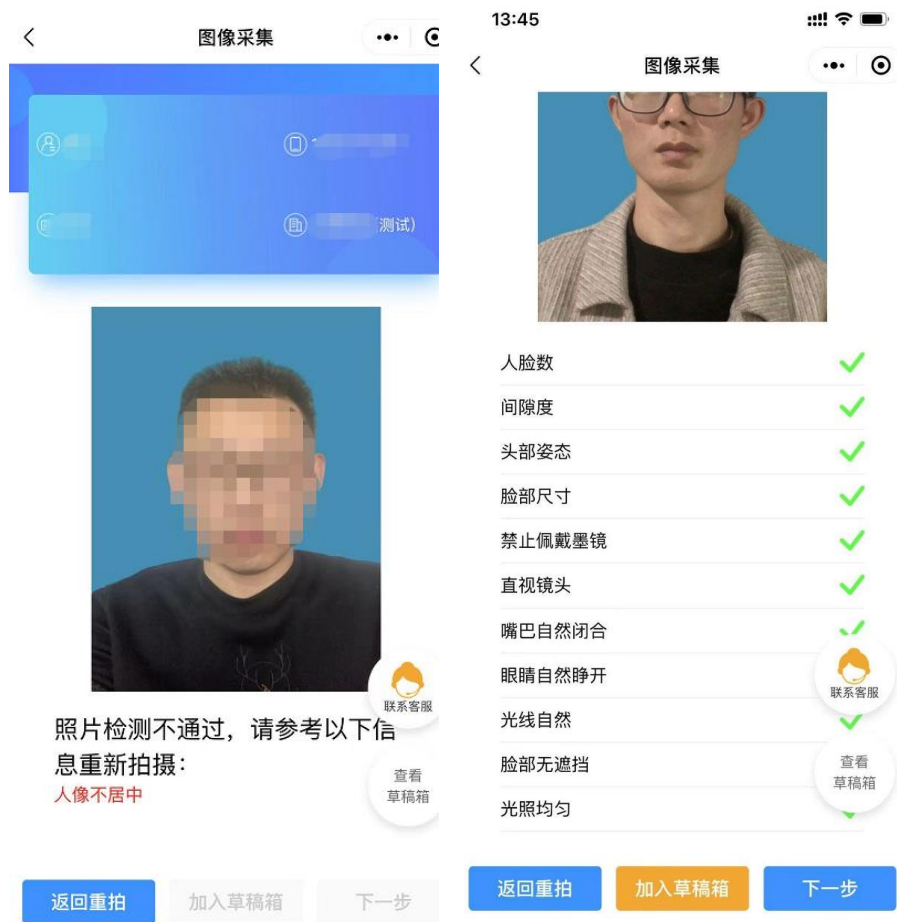 图像采集
测试）
照片检测不通过，请参考以下信
息重新拍摄：
人像不居中
联系客服
查看
草稿箱
返回重拍
加入草稿箱
下一步
13:45
图像采集
人脸数
间隙度
头部姿态
脸部尺寸
禁止佩戴墨镜
直视镜头
嘴巴自然闭合
眼睛自然睁开
光线自然
脸部无遮挡
光照均匀
联系客服
查看
草稿箱
返回重拍
加入草稿箱
下一步